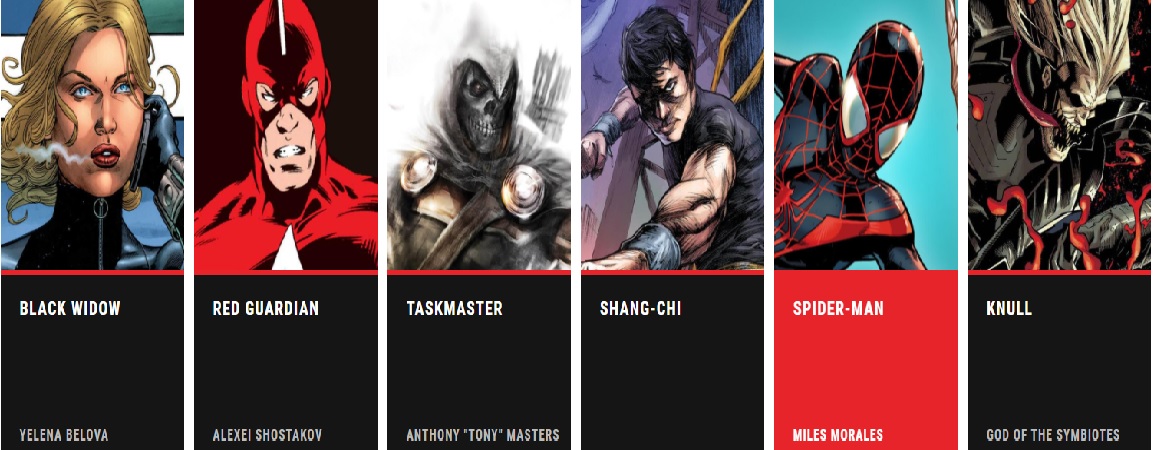 BLACK WIDOW
YELENA BELOVA
RED GUARDIAN
ALEXEI SHOSTAKOV
TASKMASTER
ANTHONY "TONY" MASTERS
SHANG-CHI
SPIDER-MAN
MILES MORALES
KNULL
GOD OF THE SYMBIOTES